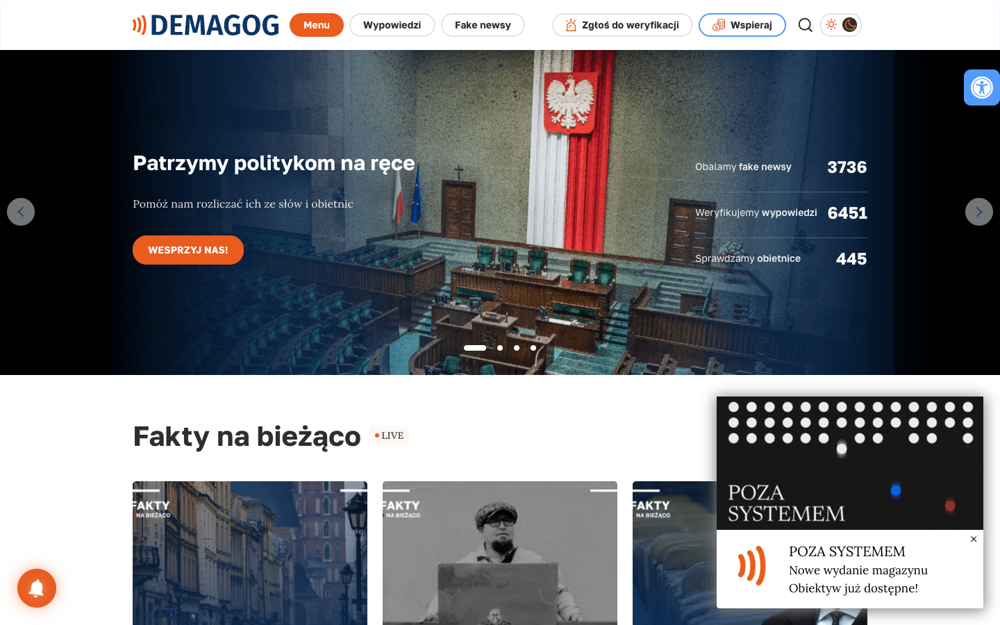 DEMAGOG
Menu
Wypowiedzi
Fake newsy
Zgłoś do weryfikacji
Wspieraj
Patrzymy politykom na ręce
Pomóż nam rozliczać ich ze słów i obietnic
WESPRZYJ NAS!
Obalamy fake newsy 3736
Weryfikujemy wypowiedzi 6451
Sprawdzamy obietnice 445
Fakty na bieżąco
LIVE
FAKTY
NA BIEŻĄCO
FAKTY
NA BIEŻĄCO
FAKTY
NA BIEŻĄCO
POZA
SYSTEMEM
POZA SYSTEMEM
Nowe wydanie magazynu
Obiektyw już dostępne!